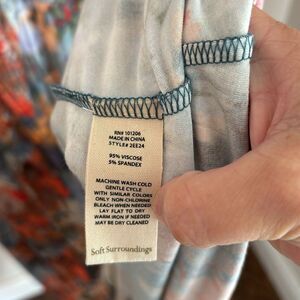 RN# 101206
MADE IN CHINA
STYLE# 2EE24
95% VISCOSE
5% SPANDEX
MACHINE WASH COLD
GENTLE CYCLE
WITH SIMILAR COLORS
ONLY NON-CHLORINE
BLEACH WHEN NEEDED
LAY FLAT TO DRY
WARM IRON IF NEEDED
MAY BE DRY CLEANED
Soft Surroundings